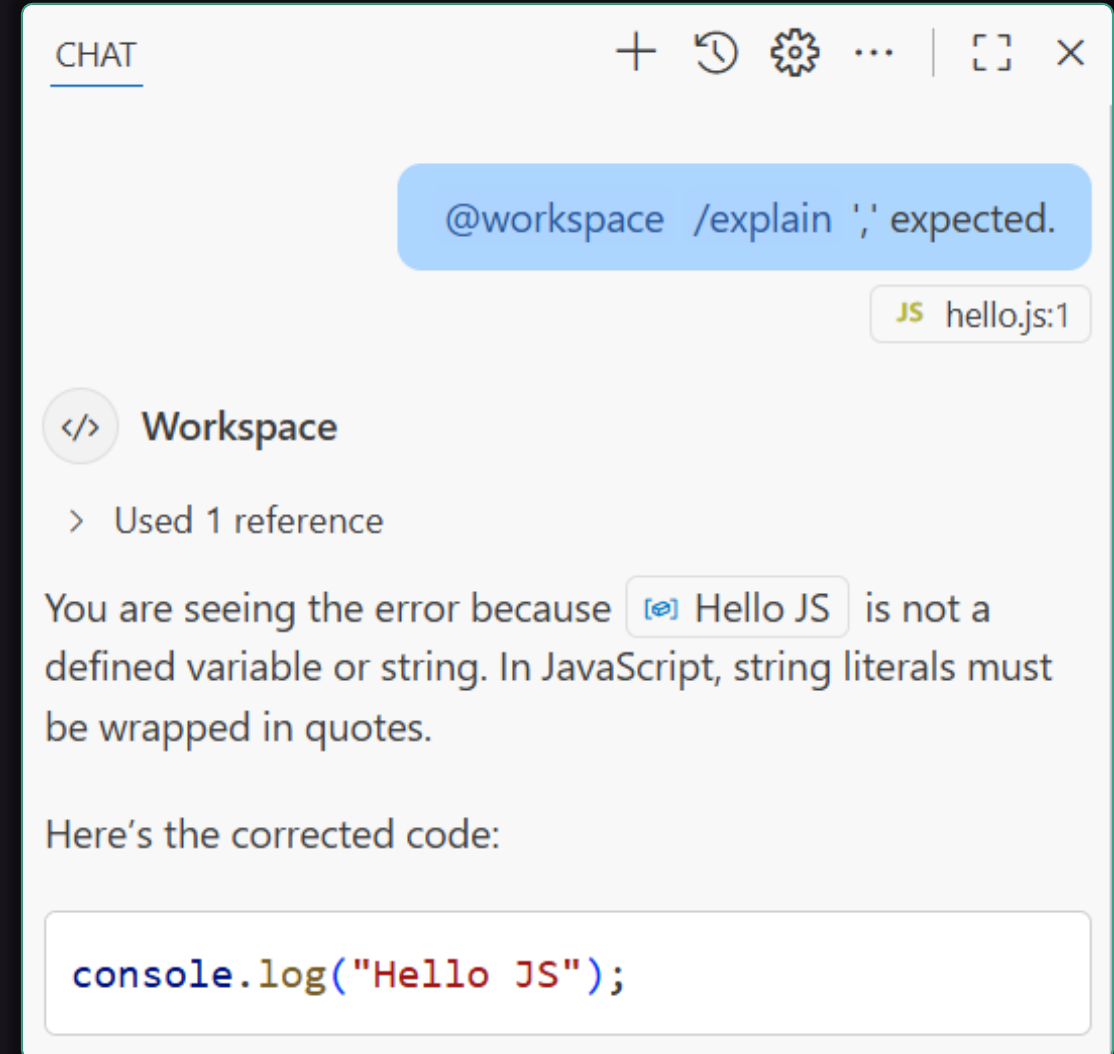 CHAT
@workspace /explain ',' expected.
JS hello.js:1
</> Workspace
> Used 1 reference
You are seeing the error because Hello JS is not a
defined variable or string. In JavaScript, string literals must
be wrapped in quotes.
Here’s the corrected code:
console.log("Hello JS");